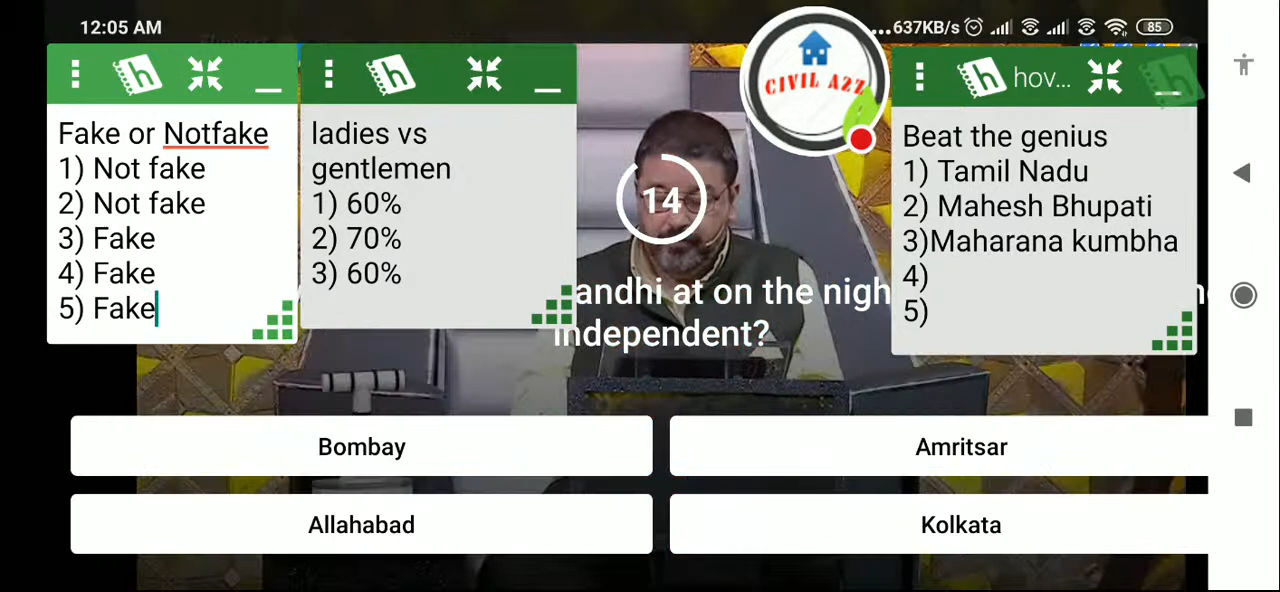 12:05 AM
...637KB/s
85
Fake or Notfake
1) Not fake
2) Not fake
3) Fake
4) Fake
5) Fake
ladies vs
gentlemen
1) 60%
2) 70%
3) 60%
CIVIL A2Z
hov...
Beat the genius
1) Tamil Nadu
2) Mahesh Bhupati
3)Maharana kumbha
4)
5)
14
andhi at on the nigh
independent?
Bombay
Amritsar
Allahabad
Kolkata